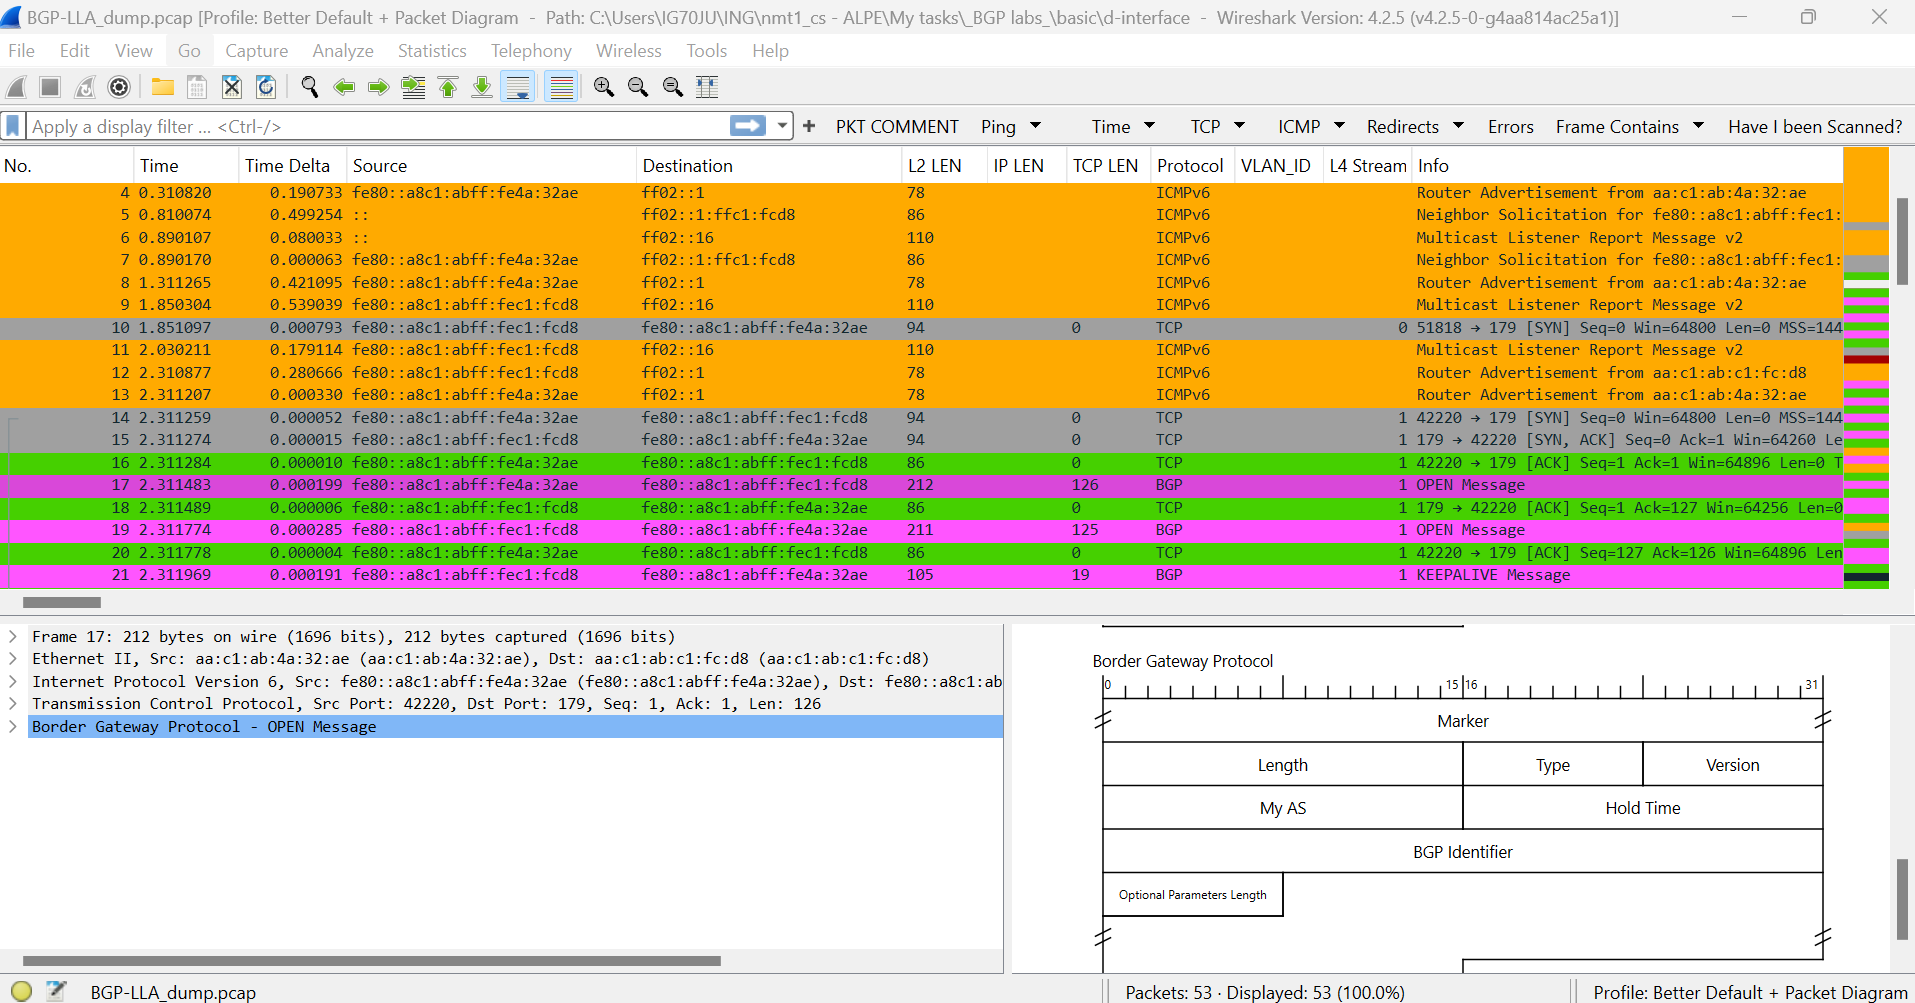 BGP-LLA_dump.pcap [Profile: Better Default + Packet Diagram  -  Path: C:\Users\IG70JU\ING\nmt1_cs - ALPE\My tasks\_BGP labs_\basic\d-interface  -  Wireshark Version: 4.2.5 (v4.2.5-0-g4aa814ac25a1)]
File Edit View Go Capture Analyze Statistics Telephony Wireless Tools Help
Apply a display filter ... <Ctrl-/> + PKT COMMENT Ping Time TCP ICMP Redirects Errors Frame Contains Have I been Scanned?
No. Time Time Delta Source Destination L2 LEN IP LEN TCP LEN Protocol VLAN_ID L4 Stream Info
4 0.310820 0.190733 fe80::a8c1:abff:fe4a:32ae ff02::1 78 ICMPv6 Router Advertisement from aa:c1:ab:4a:32:ae
5 0.810074 0.499254 :: ff02::1:ffc1:fcd8 86 ICMPv6 Neighbor Solicitation for fe80::a8c1:abff:fec1:
6 0.890107 0.080033 :: ff02::16 110 ICMPv6 Multicast Listener Report Message v2
7 0.890170 0.000063 fe80::a8c1:abff:fe4a:32ae ff02::1:ffc1:fcd8 86 ICMPv6 Neighbor Solicitation for fe80::a8c1:abff:fec1:
8 1.311265 0.421095 fe80::a8c1:abff:fe4a:32ae ff02::1 78 ICMPv6 Router Advertisement from aa:c1:ab:4a:32:ae
9 1.850304 0.539039 fe80::a8c1:abff:fec1:fcd8 ff02::16 110 ICMPv6 Multicast Listener Report Message v2
10 1.851097 0.000793 fe80::a8c1:abff:fec1:fcd8 fe80::a8c1:abff:fe4a:32ae 94 0 TCP 0 51818 → 179 [SYN] Seq=0 Win=64800 Len=0 MSS=144
11 2.030211 0.179114 fe80::a8c1:abff:fec1:fcd8 ff02::16 110 ICMPv6 Multicast Listener Report Message v2
12 2.310877 0.280666 fe80::a8c1:abff:fec1:fcd8 ff02::1 78 ICMPv6 Router Advertisement from aa:c1:ab:c1:fc:d8
13 2.311207 0.000330 fe80::a8c1:abff:fe4a:32ae ff02::1 78 ICMPv6 Router Advertisement from aa:c1:ab:4a:32:ae
14 2.311259 0.000052 fe80::a8c1:abff:fe4a:32ae fe80::a8c1:abff:fec1:fcd8 94 0 TCP 1 42220 → 179 [SYN] Seq=0 Win=64800 Len=0 MSS=144
15 2.311274 0.000015 fe80::a8c1:abff:fec1:fcd8 fe80::a8c1:abff:fe4a:32ae 94 0 TCP 1 179 → 42220 [SYN, ACK] Seq=0 Ack=1 Win=64260 Le
16 2.311284 0.000010 fe80::a8c1:abff:fe4a:32ae fe80::a8c1:abff:fec1:fcd8 86 0 TCP 1 42220 → 179 [ACK] Seq=1 Ack=1 Win=64896 Len=0 T
17 2.311483 0.000199 fe80::a8c1:abff:fe4a:32ae fe80::a8c1:abff:fec1:fcd8 212 126 BGP 1 OPEN Message
18 2.311489 0.000006 fe80::a8c1:abff:fec1:fcd8 fe80::a8c1:abff:fe4a:32ae 86 0 TCP 1 179 → 42220 [ACK] Seq=1 Ack=127 Win=64256 Len=0
19 2.311774 0.000285 fe80::a8c1:abff:fec1:fcd8 fe80::a8c1:abff:fe4a:32ae 211 125 BGP 1 OPEN Message
20 2.311778 0.000004 fe80::a8c1:abff:fe4a:32ae fe80::a8c1:abff:fec1:fcd8 86 0 TCP 1 42220 → 179 [ACK] Seq=127 Ack=126 Win=64896 Len
21 2.311969 0.000191 fe80::a8c1:abff:fec1:fcd8 fe80::a8c1:abff:fe4a:32ae 105 19 BGP 1 KEEPALIVE Message
Frame 17: 212 bytes on wire (1696 bits), 212 bytes captured (1696 bits)
Ethernet II, Src: aa:c1:ab:4a:32:ae (aa:c1:ab:4a:32:ae), Dst: aa:c1:ab:c1:fc:d8 (aa:c1:ab:c1:fc:d8)
Internet Protocol Version 6, Src: fe80::a8c1:abff:fe4a:32ae (fe80::a8c1:abff:fe4a:32ae), Dst: fe80::a8c1:ab
Transmission Control Protocol, Src Port: 42220, Dst Port: 179, Seq: 1, Ack: 1, Len: 126
Border Gateway Protocol - OPEN Message
Border Gateway Protocol
0 15 16 31
Marker
Length Type Version
My AS Hold Time
BGP Identifier
Optional Parameters Length
BGP-LLA_dump.pcap Packets: 53 · Displayed: 53 (100.0%) Profile: Better Default + Packet Diagram